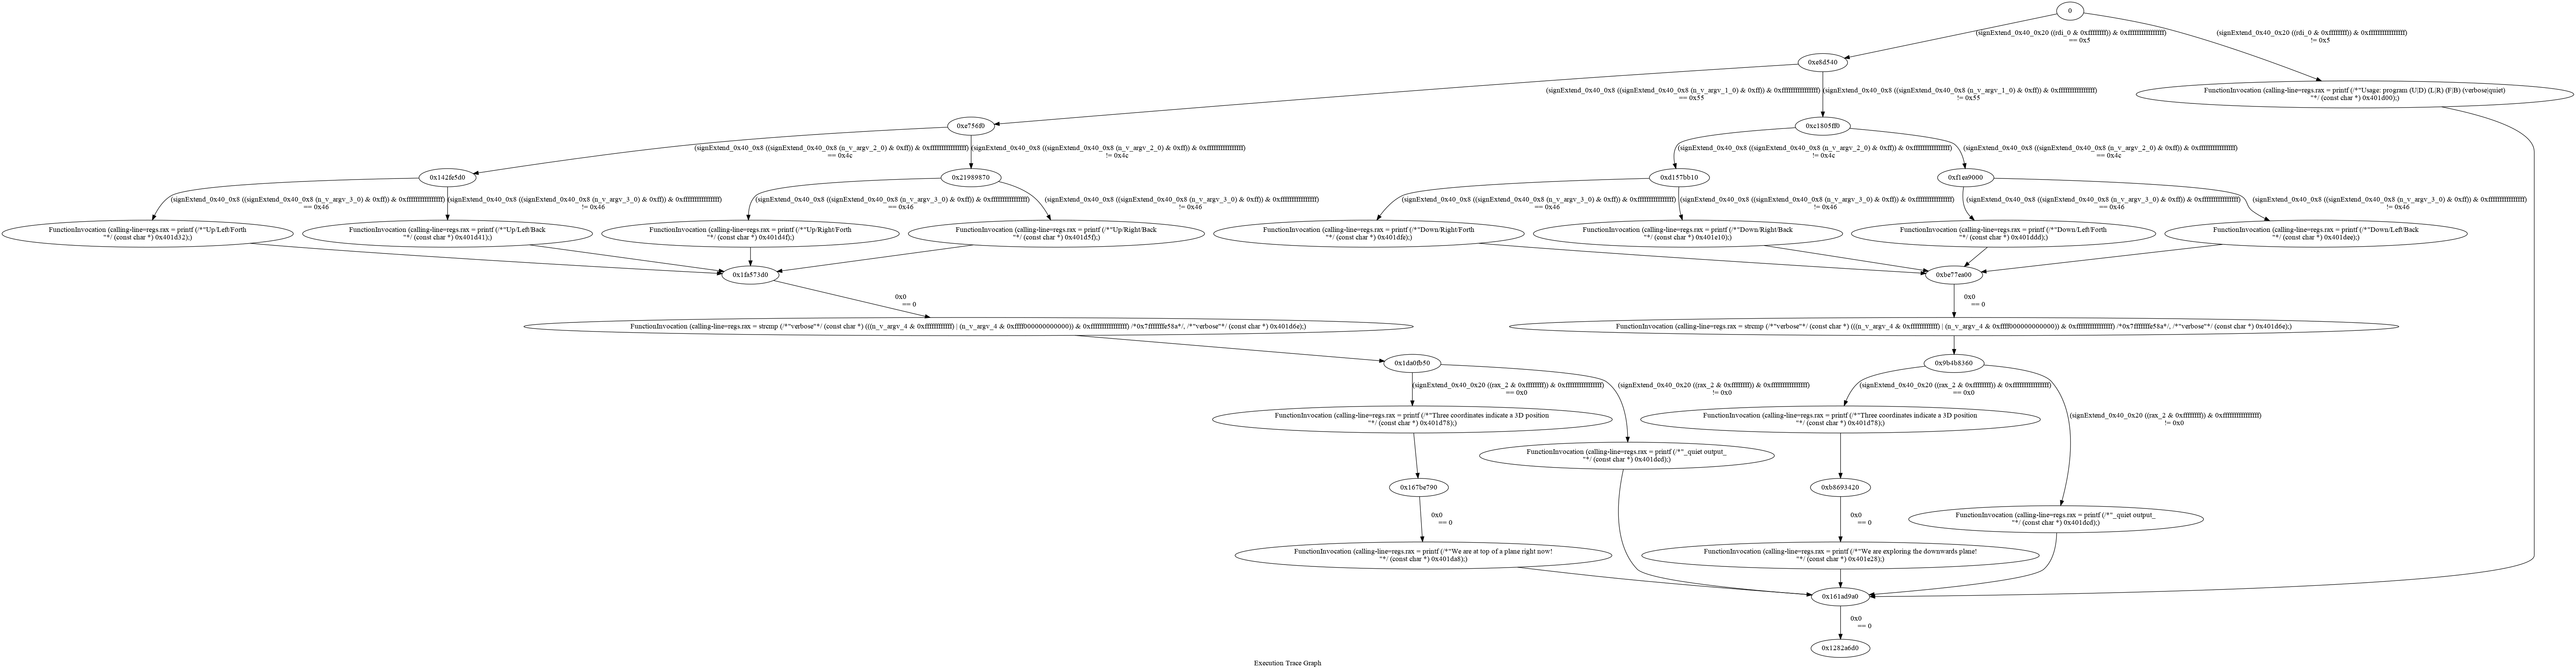 0
(signExtend_0x40_0x20 ((rdi_0 & 0xffffffff)) & 0xffffffffffffffff)
== 0x5
(signExtend_0x40_0x20 ((rdi_0 & 0xffffffff)) & 0xffffffffffffffff)
!= 0x5
0xe8d540
FunctionInvocation (calling-line=regs.rax = printf (/*"Usage: program (U|D) (L|R) (F|B) (verbose|quiet)
"*/ (const char *) 0x401d00);)
(signExtend_0x40_0x8 ((signExtend_0x40_0x8 (n_v_argv_1_0) & 0xff)) & 0xffffffffffffffff)
== 0x55
(signExtend_0x40_0x8 ((signExtend_0x40_0x8 (n_v_argv_1_0) & 0xff)) & 0xffffffffffffffff)
!= 0x55
0xe756f0
0xc1805ff0
(signExtend_0x40_0x8 ((signExtend_0x40_0x8 (n_v_argv_2_0) & 0xff)) & 0xffffffffffffffff)
== 0x4c
(signExtend_0x40_0x8 ((signExtend_0x40_0x8 (n_v_argv_2_0) & 0xff)) & 0xffffffffffffffff)
!= 0x4c
(signExtend_0x40_0x8 ((signExtend_0x40_0x8 (n_v_argv_2_0) & 0xff)) & 0xffffffffffffffff)
!= 0x4c
(signExtend_0x40_0x8 ((signExtend_0x40_0x8 (n_v_argv_2_0) & 0xff)) & 0xffffffffffffffff)
== 0x4c
0x142fe5d0
0x21989870
0xd157bb10
0xf1ea9000
(signExtend_0x40_0x8 ((signExtend_0x40_0x8 (n_v_argv_3_0) & 0xff)) & 0xffffffffffffffff)
== 0x46
(signExtend_0x40_0x8 ((signExtend_0x40_0x8 (n_v_argv_3_0) & 0xff)) & 0xffffffffffffffff)
!= 0x46
(signExtend_0x40_0x8 ((signExtend_0x40_0x8 (n_v_argv_3_0) & 0xff)) & 0xffffffffffffffff)
== 0x46
(signExtend_0x40_0x8 ((signExtend_0x40_0x8 (n_v_argv_3_0) & 0xff)) & 0xffffffffffffffff)
!= 0x46
(signExtend_0x40_0x8 ((signExtend_0x40_0x8 (n_v_argv_3_0) & 0xff)) & 0xffffffffffffffff)
== 0x46
(signExtend_0x40_0x8 ((signExtend_0x40_0x8 (n_v_argv_3_0) & 0xff)) & 0xffffffffffffffff)
!= 0x46
(signExtend_0x40_0x8 ((signExtend_0x40_0x8 (n_v_argv_3_0) & 0xff)) & 0xffffffffffffffff)
== 0x46
(signExtend_0x40_0x8 ((signExtend_0x40_0x8 (n_v_argv_3_0) & 0xff)) & 0xffffffffffffffff)
!= 0x46
FunctionInvocation (calling-line=regs.rax = printf (/*"Up/Left/Forth
"*/ (const char *) 0x401d32);)
FunctionInvocation (calling-line=regs.rax = printf (/*"Up/Left/Back
"*/ (const char *) 0x401d41);)
FunctionInvocation (calling-line=regs.rax = printf (/*"Up/Right/Forth
"*/ (const char *) 0x401d4f);)
FunctionInvocation (calling-line=regs.rax = printf (/*"Up/Right/Back
"*/ (const char *) 0x401d5f);)
FunctionInvocation (calling-line=regs.rax = printf (/*"Down/Right/Forth
"*/ (const char *) 0x401dfe);)
FunctionInvocation (calling-line=regs.rax = printf (/*"Down/Right/Back
"*/ (const char *) 0x401e10);)
FunctionInvocation (calling-line=regs.rax = printf (/*"Down/Left/Forth
"*/ (const char *) 0x401ddd);)
FunctionInvocation (calling-line=regs.rax = printf (/*"Down/Left/Back
"*/ (const char *) 0x401dee);)
0x1fa573d0
0xbe77ea00
0x0
== 0
0x0
== 0
FunctionInvocation (calling-line=regs.rax = strcmp (/*"verbose"*/ (const char *) (((n_v_argv_4 & 0xffffffffffff) | (n_v_argv_4 & 0xffff000000000000)) & 0xffffffffffffffff) /*0x7fffffffe58a*/, /*"verbose"*/ (const char *) 0x401d6e);)
FunctionInvocation (calling-line=regs.rax = strcmp (/*"verbose"*/ (const char *) (((n_v_argv_4 & 0xffffffffffff) | (n_v_argv_4 & 0xffff000000000000)) & 0xffffffffffffffff) /*0x7fffffffe58a*/, /*"verbose"*/ (const char *) 0x401d6e);)
0x1da0fb50
0x9b4b8360
(signExtend_0x40_0x20 ((rax_2 & 0xffffffff)) & 0xffffffffffffffff)
== 0x0
(signExtend_0x40_0x20 ((rax_2 & 0xffffffff)) & 0xffffffffffffffff)
!= 0x0
(signExtend_0x40_0x20 ((rax_2 & 0xffffffff)) & 0xffffffffffffffff)
== 0x0
(signExtend_0x40_0x20 ((rax_2 & 0xffffffff)) & 0xffffffffffffffff)
!= 0x0
FunctionInvocation (calling-line=regs.rax = printf (/*"Three coordinates indicate a 3D position
"*/ (const char *) 0x401d78);)
FunctionInvocation (calling-line=regs.rax = printf (/*"Three coordinates indicate a 3D position
"*/ (const char *) 0x401d78);)
FunctionInvocation (calling-line=regs.rax = printf (/*"_quiet output_
"*/ (const char *) 0x401dcd);)
0x167be790
0xb8693420
0x0
== 0
0x0
== 0
FunctionInvocation (calling-line=regs.rax = printf (/*"_quiet output_
"*/ (const char *) 0x401dcd);)
FunctionInvocation (calling-line=regs.rax = printf (/*"We are at top of a plane right now!
"*/ (const char *) 0x401da8);)
FunctionInvocation (calling-line=regs.rax = printf (/*"We are exploring the downwards plane!
"*/ (const char *) 0x401e28);)
0x161ad9a0
0x0
== 0
0x1282a6d0
Execution Trace Graph